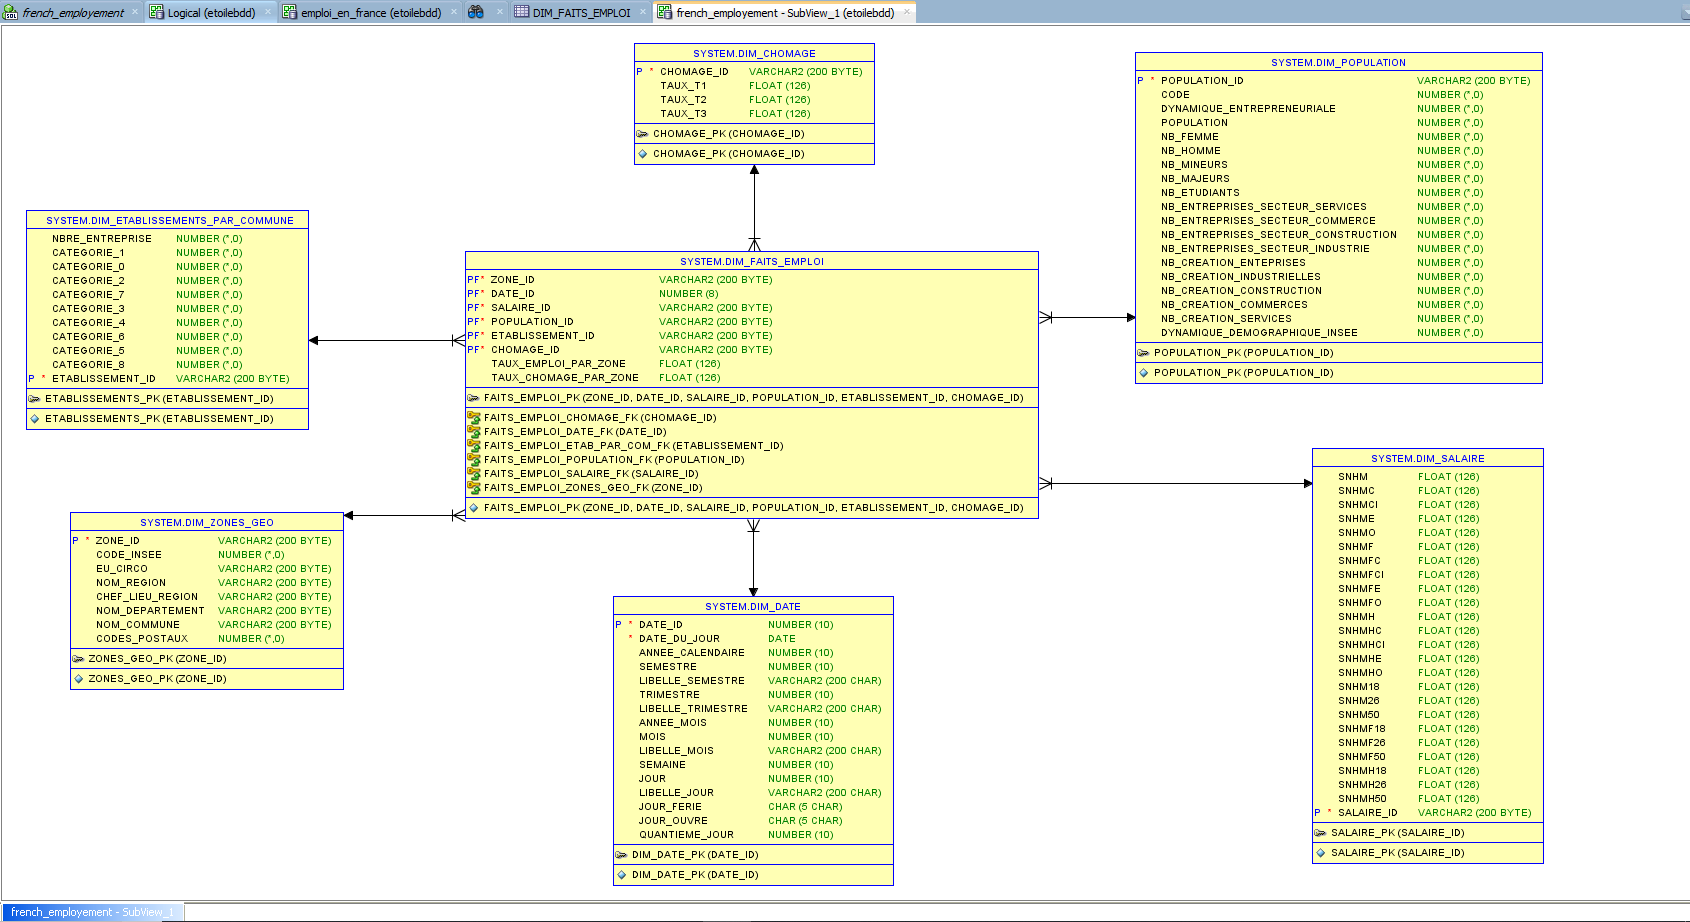 french_employement
Logical (etoilebdd)
emploi_en_france (etoilebdd)
DIM_FAITS_EMPLOI
french_employement - SubView_1 (etoilebdd)
SYSTEM.DIM_CHOMAGE
P * CHOMAGE_ID VARCHAR2 (200 BYTE)
TAUX_T1 FLOAT (126)
TAUX_T2 FLOAT (126)
TAUX_T3 FLOAT (126)
CHOMAGE_PK (CHOMAGE_ID)
CHOMAGE_PK (CHOMAGE_ID)
SYSTEM.DIM_POPULATION
P * POPULATION_ID VARCHAR2 (200 BYTE)
CODE NUMBER (*,0)
DYNAMIQUE_ENTREPRENEURIALE NUMBER (*,0)
POPULATION NUMBER (*,0)
NB_FEMME NUMBER (*,0)
NB_HOMME NUMBER (*,0)
NB_MINEURS NUMBER (*,0)
NB_MAJEURS NUMBER (*,0)
NB_ETUDIANTS NUMBER (*,0)
NB_ENTREPRISES_SECTEUR_SERVICES NUMBER (*,0)
NB_ENTREPRISES_SECTEUR_COMMERCE NUMBER (*,0)
NB_ENTREPRISES_SECTEUR_CONSTRUCTION NUMBER (*,0)
NB_ENTREPRISES_SECTEUR_INDUSTRIE NUMBER (*,0)
NB_CREATION_ENTEPRISES NUMBER (*,0)
NB_CREATION_INDUSTRIELLES NUMBER (*,0)
NB_CREATION_CONSTRUCTION NUMBER (*,0)
NB_CREATION_COMMERCES NUMBER (*,0)
NB_CREATION_SERVICES NUMBER (*,0)
DYNAMIQUE_DEMOGRAPHIQUE_INSEE NUMBER (*,0)
POPULATION_PK (POPULATION_ID)
POPULATION_PK (POPULATION_ID)
SYSTEM.DIM_ETABLISSEMENTS_PAR_COMMUNE
NBRE_ENTREPRISE NUMBER (*,0)
CATEGORIE_1 NUMBER (*,0)
CATEGORIE_0 NUMBER (*,0)
CATEGORIE_2 NUMBER (*,0)
CATEGORIE_7 NUMBER (*,0)
CATEGORIE_3 NUMBER (*,0)
CATEGORIE_4 NUMBER (*,0)
CATEGORIE_6 NUMBER (*,0)
CATEGORIE_5 NUMBER (*,0)
CATEGORIE_8 NUMBER (*,0)
P * ETABLISSEMENT_ID VARCHAR2 (200 BYTE)
ETABLISSEMENTS_PK (ETABLISSEMENT_ID)
ETABLISSEMENTS_PK (ETABLISSEMENT_ID)
SYSTEM.DIM_FAITS_EMPLOI
PF* ZONE_ID VARCHAR2 (200 BYTE)
PF* DATE_ID NUMBER (8)
PF* SALAIRE_ID VARCHAR2 (200 BYTE)
PF* POPULATION_ID VARCHAR2 (200 BYTE)
PF* ETABLISSEMENT_ID VARCHAR2 (200 BYTE)
PF* CHOMAGE_ID VARCHAR2 (200 BYTE)
TAUX_EMPLOI_PAR_ZONE FLOAT (126)
TAUX_CHOMAGE_PAR_ZONE FLOAT (126)
FAITS_EMPLOI_PK (ZONE_ID, DATE_ID, SALAIRE_ID, POPULATION_ID, ETABLISSEMENT_ID, CHOMAGE_ID)
FAITS_EMPLOI_CHOMAGE_FK (CHOMAGE_ID)
FAITS_EMPLOI_DATE_FK (DATE_ID)
FAITS_EMPLOI_ETAB_PAR_COM_FK (ETABLISSEMENT_ID)
FAITS_EMPLOI_POPULATION_FK (POPULATION_ID)
FAITS_EMPLOI_SALAIRE_FK (SALAIRE_ID)
FAITS_EMPLOI_ZONES_GEO_FK (ZONE_ID)
FAITS_EMPLOI_PK (ZONE_ID, DATE_ID, SALAIRE_ID, POPULATION_ID, ETABLISSEMENT_ID, CHOMAGE_ID)
SYSTEM.DIM_ZONES_GEO
P * ZONE_ID VARCHAR2 (200 BYTE)
CODE_INSEE NUMBER (*,0)
EU_CIRCO VARCHAR2 (200 BYTE)
NOM_REGION VARCHAR2 (200 BYTE)
CHEF_LIEU_REGION VARCHAR2 (200 BYTE)
NOM_DEPARTEMENT VARCHAR2 (200 BYTE)
NOM_COMMUNE VARCHAR2 (200 BYTE)
CODES_POSTAUX NUMBER (*,0)
ZONES_GEO_PK (ZONE_ID)
ZONES_GEO_PK (ZONE_ID)
SYSTEM.DIM_DATE
P * DATE_ID NUMBER (10)
* DATE_DU_JOUR DATE
ANNEE_CALENDAIRE NUMBER (10)
SEMESTRE NUMBER (10)
LIBELLE_SEMESTRE VARCHAR2 (200 CHAR)
TRIMESTRE NUMBER (10)
LIBELLE_TRIMESTRE VARCHAR2 (200 CHAR)
ANNEE_MOIS NUMBER (10)
MOIS NUMBER (10)
LIBELLE_MOIS VARCHAR2 (200 CHAR)
SEMAINE NUMBER (10)
JOUR NUMBER (10)
LIBELLE_JOUR VARCHAR2 (200 CHAR)
JOUR_FERIE CHAR (5 CHAR)
JOUR_OUVRE CHAR (5 CHAR)
QUANTIEME_JOUR NUMBER (10)
DIM_DATE_PK (DATE_ID)
DIM_DATE_PK (DATE_ID)
SYSTEM.DIM_SALAIRE
SNHM FLOAT (126)
SNHMC FLOAT (126)
SNHMCI FLOAT (126)
SNHME FLOAT (126)
SNHMO FLOAT (126)
SNHMF FLOAT (126)
SNHMFC FLOAT (126)
SNHMFCI FLOAT (126)
SNHMFE FLOAT (126)
SNHMFO FLOAT (126)
SNHMH FLOAT (126)
SNHMHC FLOAT (126)
SNHMHCI FLOAT (126)
SNHMHE FLOAT (126)
SNHMHO FLOAT (126)
SNHM18 FLOAT (126)
SNHM26 FLOAT (126)
SNHM50 FLOAT (126)
SNHMF18 FLOAT (126)
SNHMF26 FLOAT (126)
SNHMF50 FLOAT (126)
SNHMH18 FLOAT (126)
SNHMH26 FLOAT (126)
SNHMH50 FLOAT (126)
P * SALAIRE_ID VARCHAR2 (200 BYTE)
SALAIRE_PK (SALAIRE_ID)
SALAIRE_PK (SALAIRE_ID)
french_employement - SubView_1